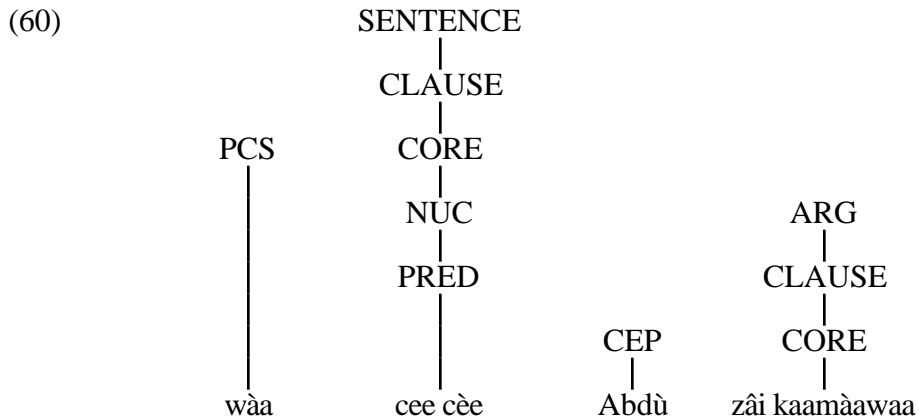 (60) SENTENCE
CLAUSE
PCS CORE
NUC ARG
PRED CLAUSE
CEP CORE
wàa cee cèe Abdù zâi kaamàawaa